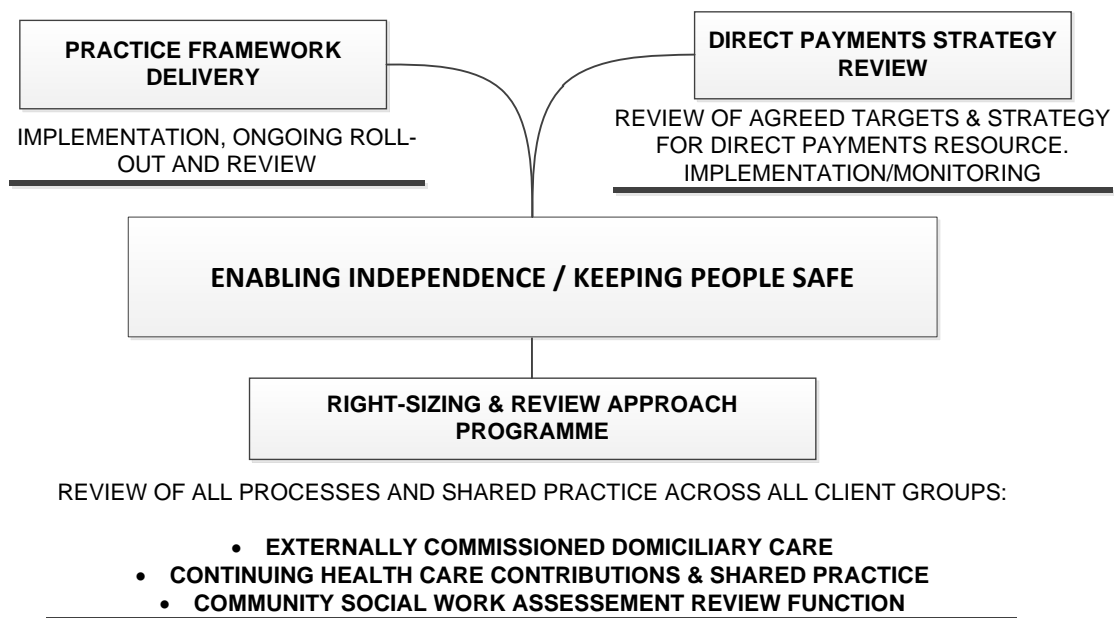 PRACTICE FRAMEWORK
DELIVERY
IMPLEMENTATION, ONGOING ROLL-
OUT AND REVIEW
DIRECT PAYMENTS STRATEGY
REVIEW
REVIEW OF AGREED TARGETS & STRATEGY
FOR DIRECT PAYMENTS RESOURCE.
IMPLEMENTATION/MONITORING
ENABLING INDEPENDENCE / KEEPING PEOPLE SAFE
RIGHT-SIZING & REVIEW APPROACH
PROGRAMME
REVIEW OF ALL PROCESSES AND SHARED PRACTICE ACROSS ALL CLIENT GROUPS:
• EXTERNALLY COMMISSIONED DOMICILIARY CARE
• CONTINUING HEALTH CARE CONTRIBUTIONS & SHARED PRACTICE
• COMMUNITY SOCIAL WORK ASSESSEMENT REVIEW FUNCTION